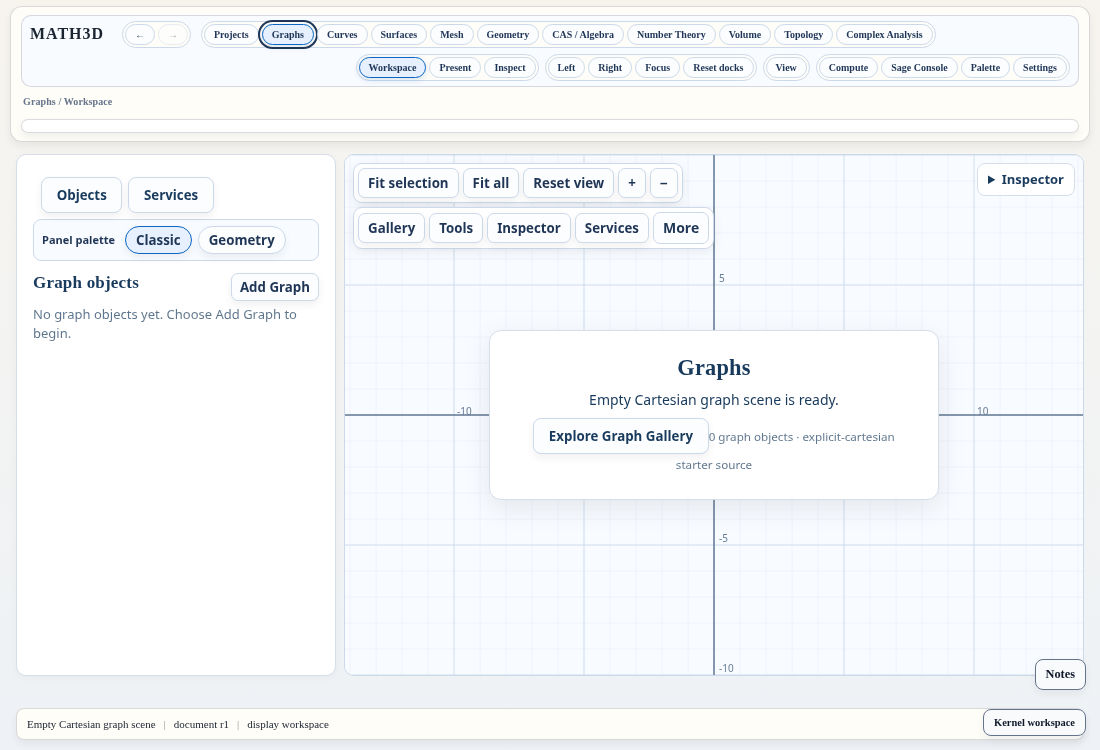 MATH3D ← → Projects Graphs Curves Surfaces Mesh Geometry CAS / Algebra Number Theory Volume Topology Complex Analysis
Workspace Present Inspect Left Right Focus Reset docks View Compute Sage Console Palette Settings
Graphs / Workspace
Objects Services
Panel palette Classic Geometry
Graph objects Add Graph
No graph objects yet. Choose Add Graph to
begin.
Fit selection Fit all Reset view + −
▶ Inspector
Gallery Tools Inspector Services More
5
Graphs
Empty Cartesian graph scene is ready.
-10
10
Explore Graph Gallery 0 graph objects · explicit-cartesian
starter source
-5
-10
Notes
Empty Cartesian graph scene | document r1 | display workspace
Kernel workspace